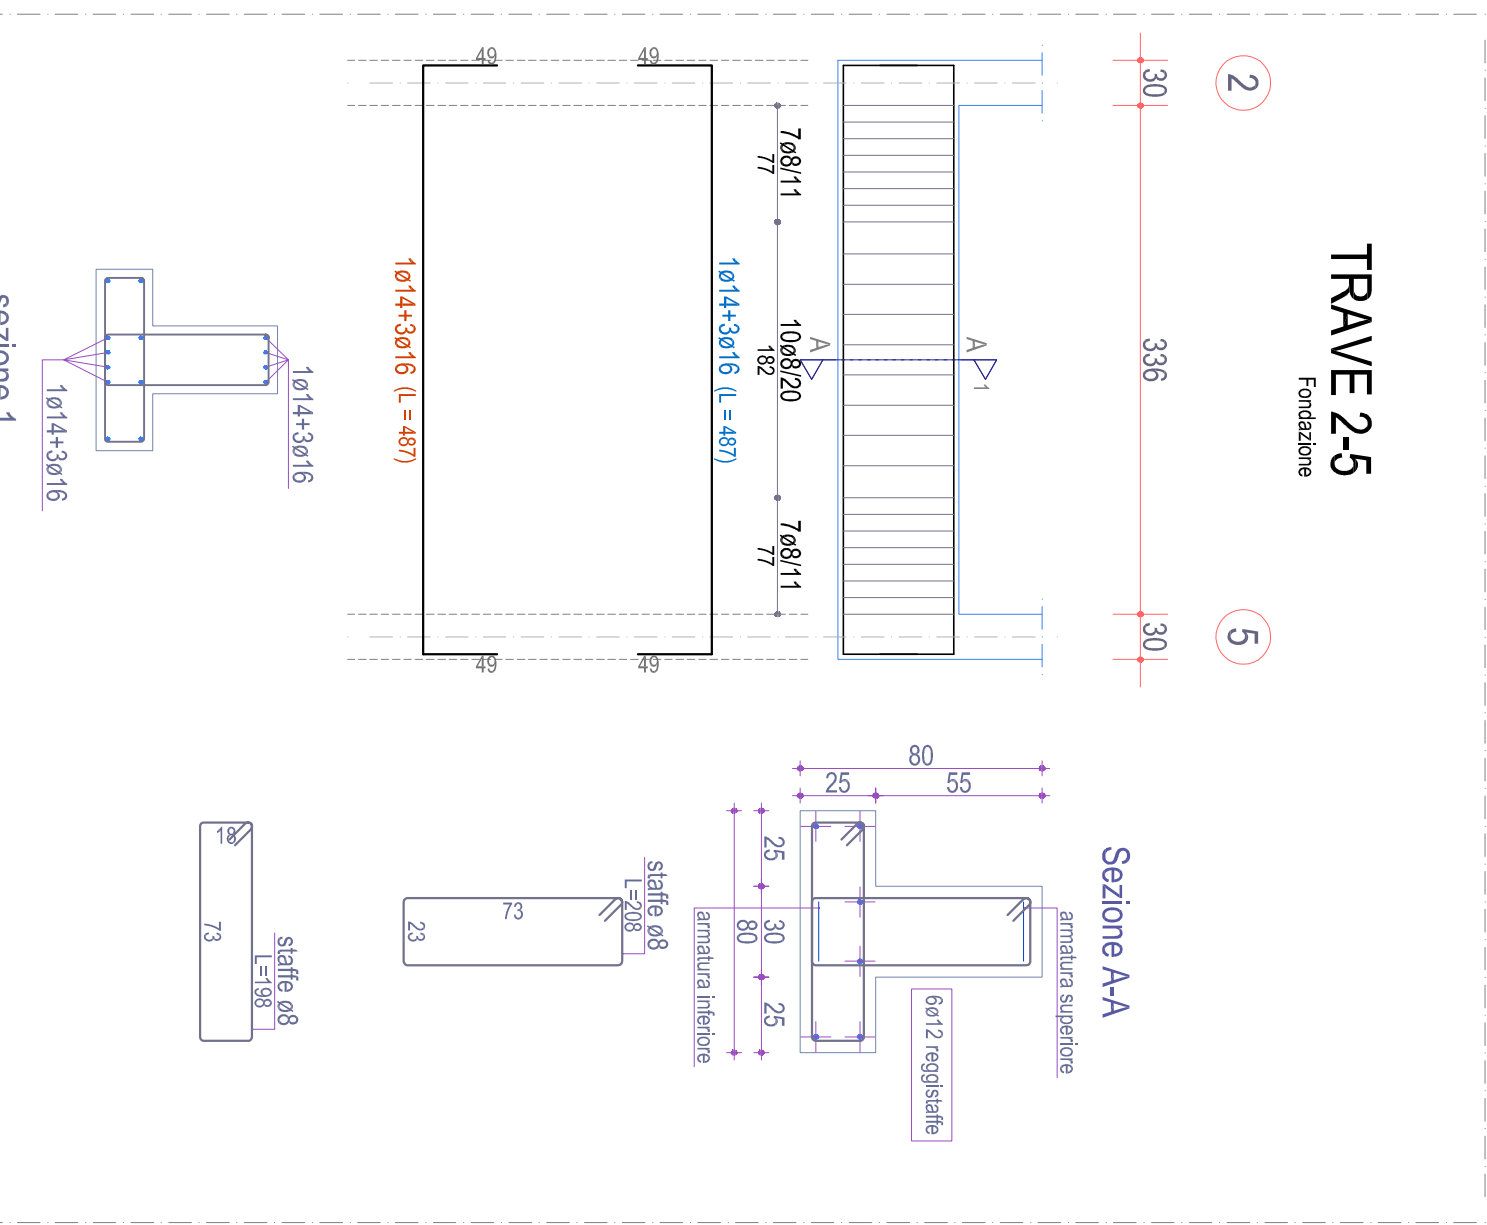 TRAVE 2-5
Fondazione
2
5
30
336
30
A
A
1
7ø8/11
77
10ø8/20
182
7ø8/11
77
49
49
1ø14+3ø16 (L = 487)
49
49
1ø14+3ø16 (L = 487)
1ø14+3ø16
1ø14+3ø16
sezione 1
Sezione A-A
armatura superiore
6ø12 reggistaffe
80
25
55
25
30
25
80
armatura inferiore
staffe ø8
L=208
73
23
staffe ø8
L=198
18
73